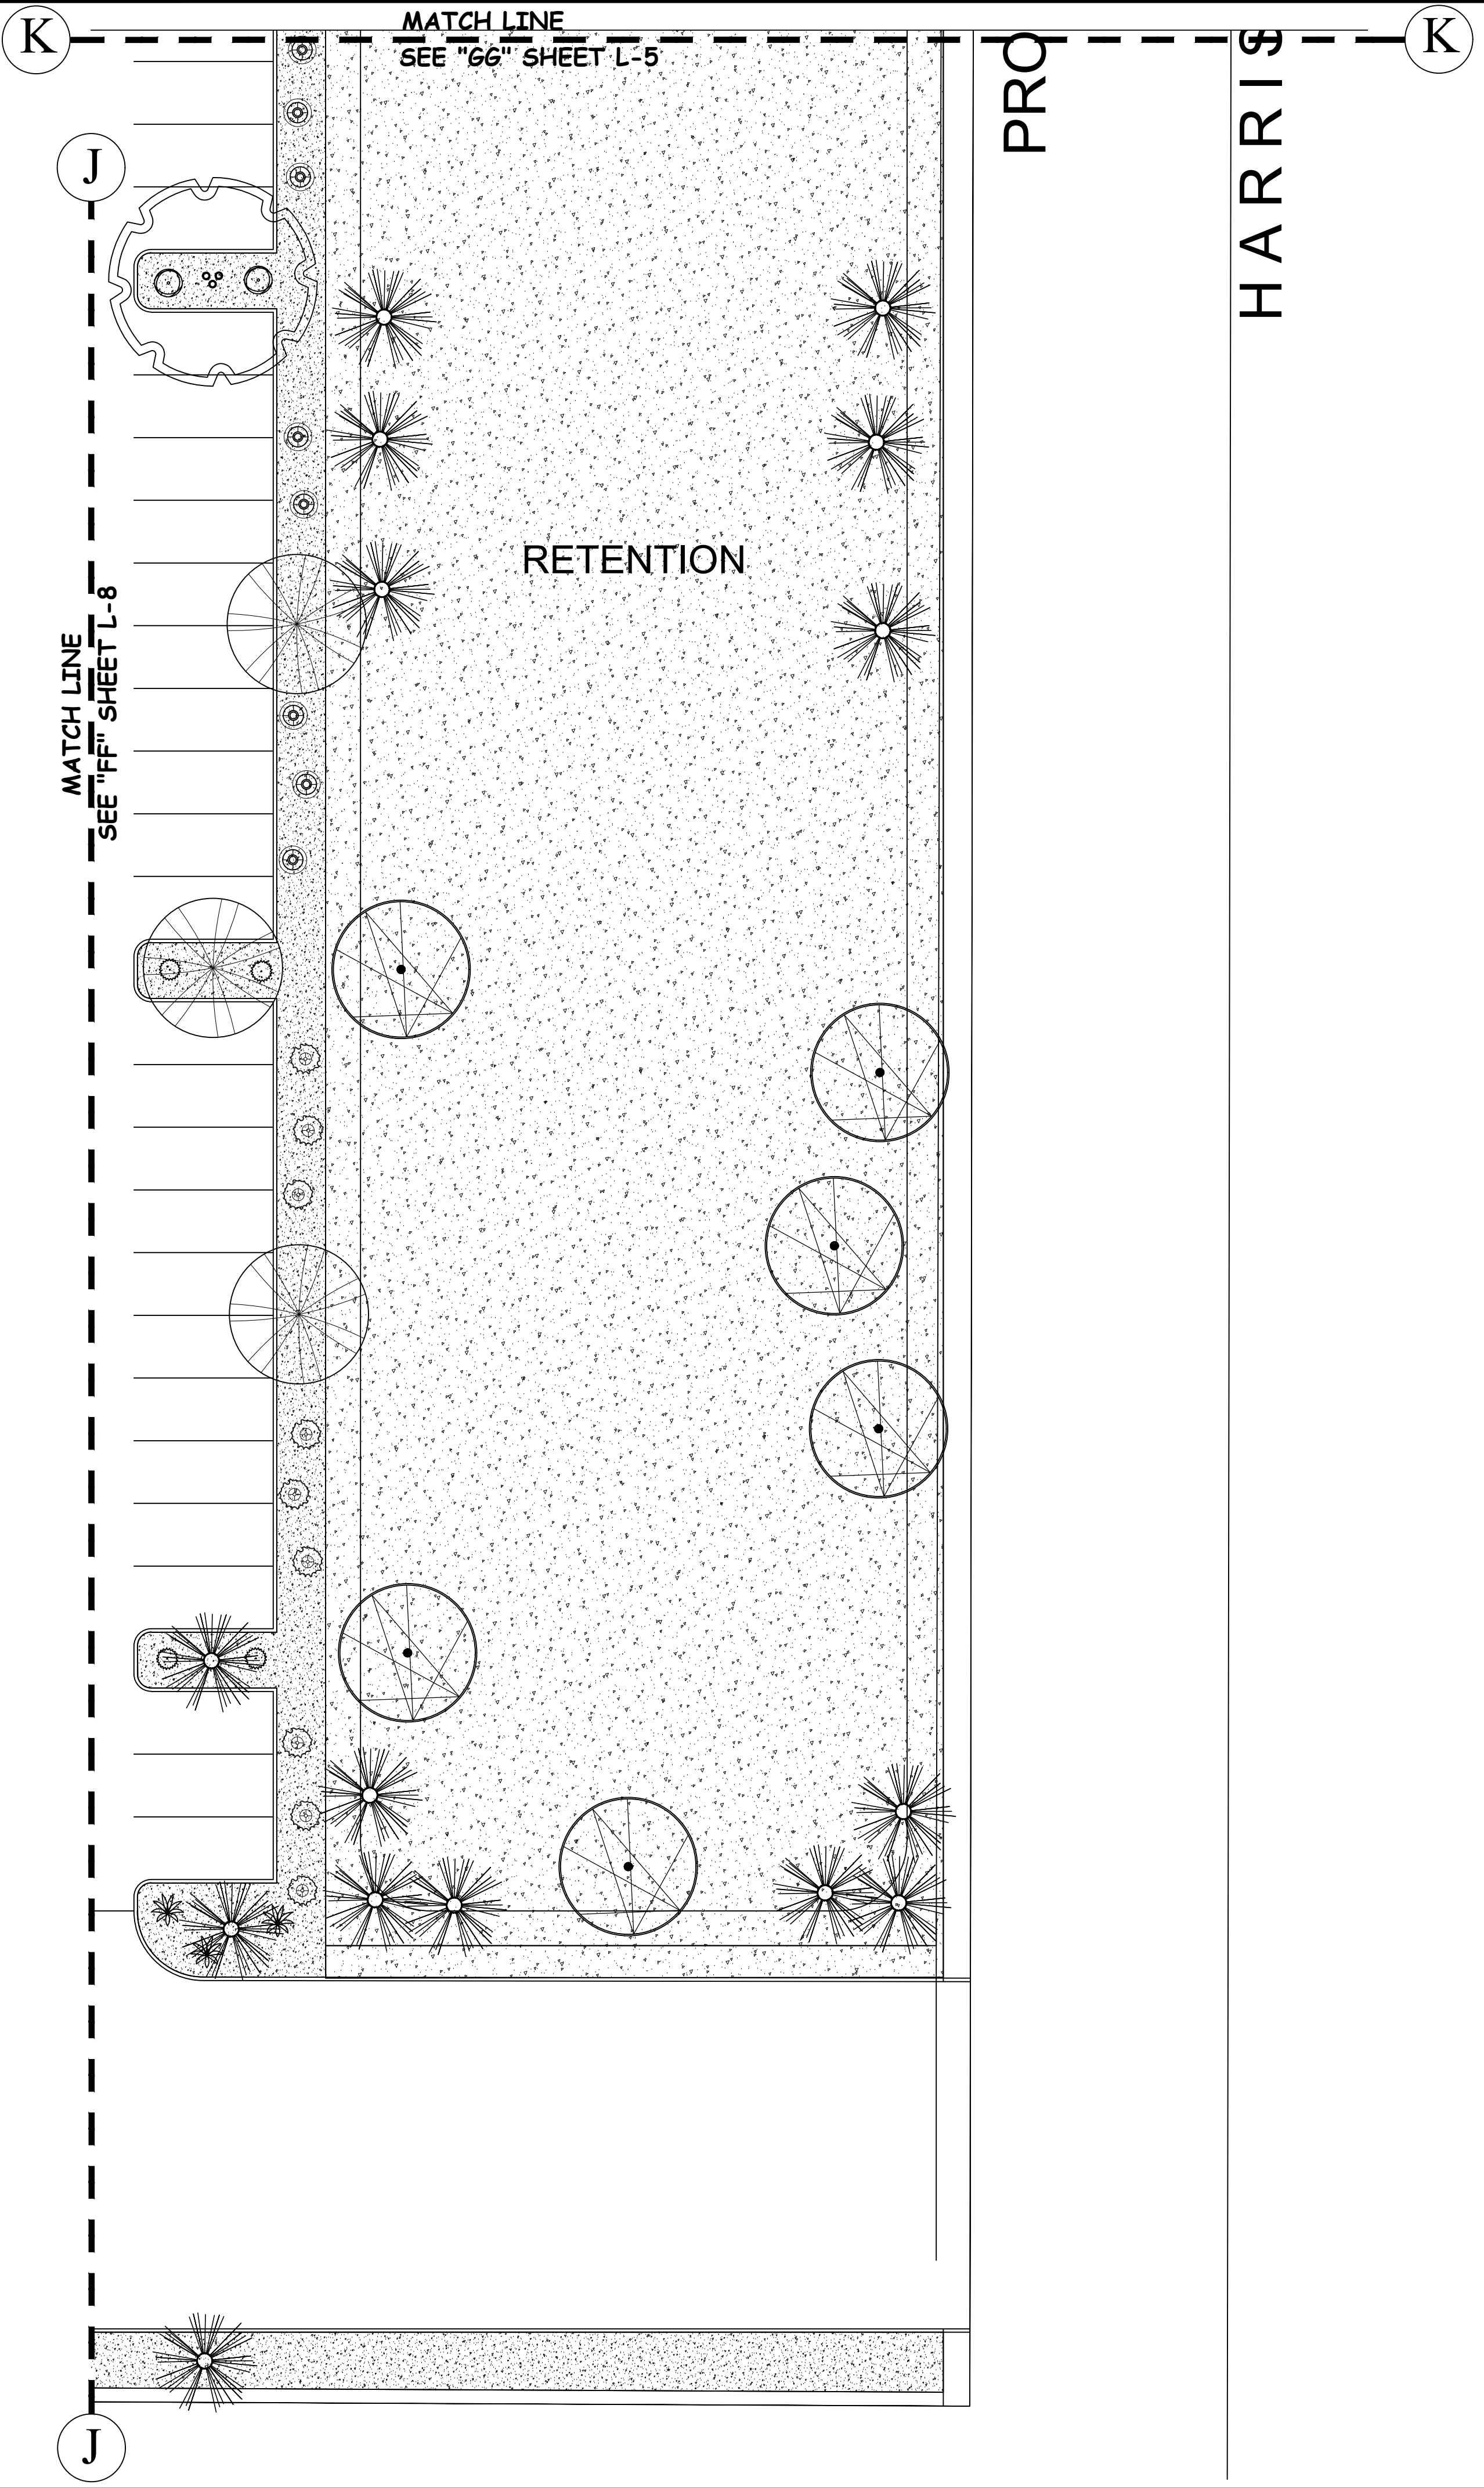 K
MATCH LINE
SEE "GG" SHEET L-5
K
J
PRO
HARRIS
MATCH LINE
SEE "FF" SHEET L-8
RETENTION
J